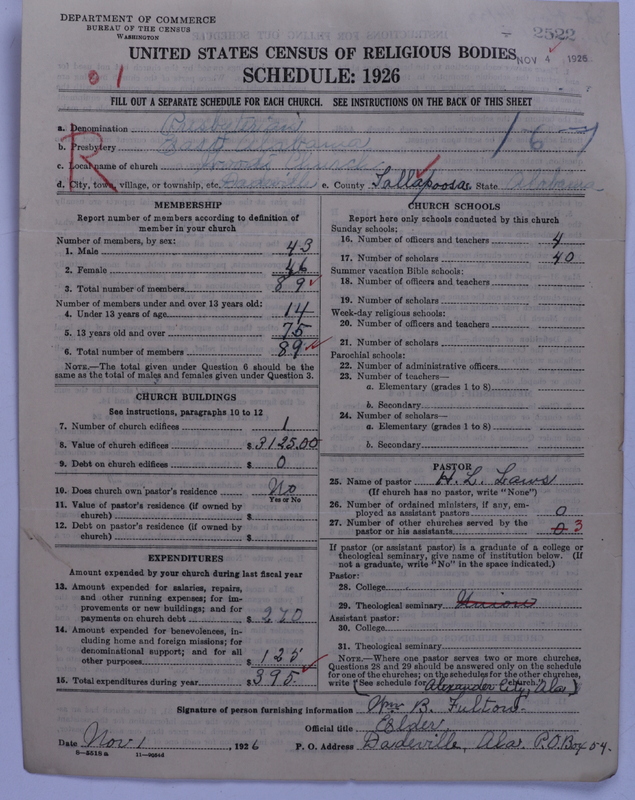 DEPARTMENT OF COMMERCE
BUREAU OF THE CENSUS
WASHINGTON
2522
UNITED STATES CENSUS OF RELIGIOUS BODIES
NOV 4 1926
SCHEDULE: 1926
01
FILL OUT A SEPARATE SCHEDULE FOR EACH CHURCH. SEE INSTRUCTIONS ON THE BACK OF THIS SHEET
R
167
a. Denomination Presbyterian
b. Presbytery East Alabama
c. Local name of church Church
d. City, town, village, or township, etc. Dadeville e. County Tallapoosa, State Alabama
MEMBERSHIP
Report number of members according to definition of
member in your church
Number of members, by sex:
1. Male 43
2. Female 46
3. Total number of members 89
Number of members under and over 13 years old:
4. Under 13 years of age 14
5. 13 years old and over 75
6. Total number of members 89
NOTE.—The total given under Question 6 should be
same as the total of males and females given under Question 3.
CHURCH BUILDINGS
See instructions, paragraphs 10 to 12
7. Number of church edifices 1
8. Value of church edifices $3125.00
9. Debt on church edifices $ 0
10. Does church own pastor's residence No
Yes or No
11. Value of pastor's residence (if owned by
church) $
12. Debt on pastor's residence (if owned by
church) $
EXPENDITURES
Amount expended by your church during last fiscal year
13. Amount expended for salaries, repairs,
and other running expenses; for im-
provements or new buildings; and for
payments on church debt $ 270
14. Amount expended for benevolences, in-
cluding home and foreign missions; for
denominational support; and for all
other purposes $ 125
15. Total expenditures during year $395.
CHURCH SCHOOLS
Report here only schools conducted by this church
Sunday schools:
16. Number of officers and teachers 4
17. Number of scholars 40
Summer vacation Bible schools:
18. Number of officers and teachers
19. Number of scholars
Week-day religious schools:
20. Number of officers and teachers
21. Number of scholars
Parochial schools:
22. Number of administrative officers
23. Number of teachers—
a. Elementary (grades 1 to 8)
b. Secondary
24. Number of scholars—
a. Elementary (grades 1 to 8)
b. Secondary
PASTOR
25. Name of pastor H. L. Laws
(If church has no pastor, write "None")
26. Number of ordained ministers, if any, em-
ployed as assistant pastors 0
27. Number of other churches served by the
pastor or his assistants 0 3
If pastor (or assistant pastor) is a graduate of a college or
theological seminary, give name of institution below. (If
not a graduate, write "No" in the space indicated.)
Pastor:
28. College
29. Theological seminary Union
Assistant pastor:
30. College
31. Theological seminary
NOTE.—Where one pastor serves two or more churches,
Questions 28 and 29 should be answered only on the schedule
for one of the churches; on the schedules for the other churches,
write "See schedule for church.")
(Alexander City, Ala)
Signature of person furnishing information Wm B. Fulton
Official title Elder
Date Nov 1, 1926 P. O. Address Dadeville, Ala. P.O. Box 54.
8—5518a